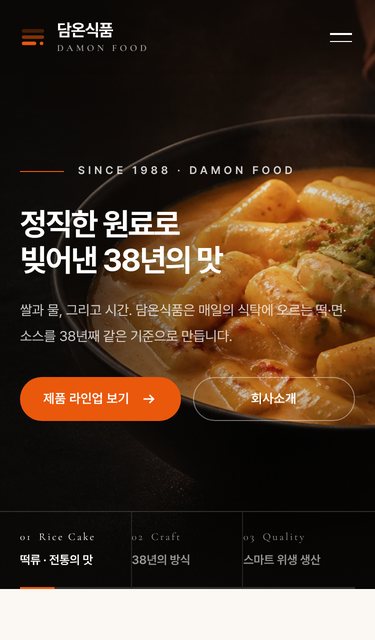 담온식품
DAMON FOOD
SINCE 1988 · DAMON FOOD
정직한 원료로
빚어낸 38년의 맛
쌀과 물, 그리고 시간. 담온식품은 매일의 식탁에 오르는 떡·면·
소스를 38년째 같은 기준으로 만듭니다.
제품 라인업 보기 →
회사소개
01 Rice Cake
떡류 · 전통의 맛
02 Craft
38년의 방식
03 Quality
스마트 위생 생산